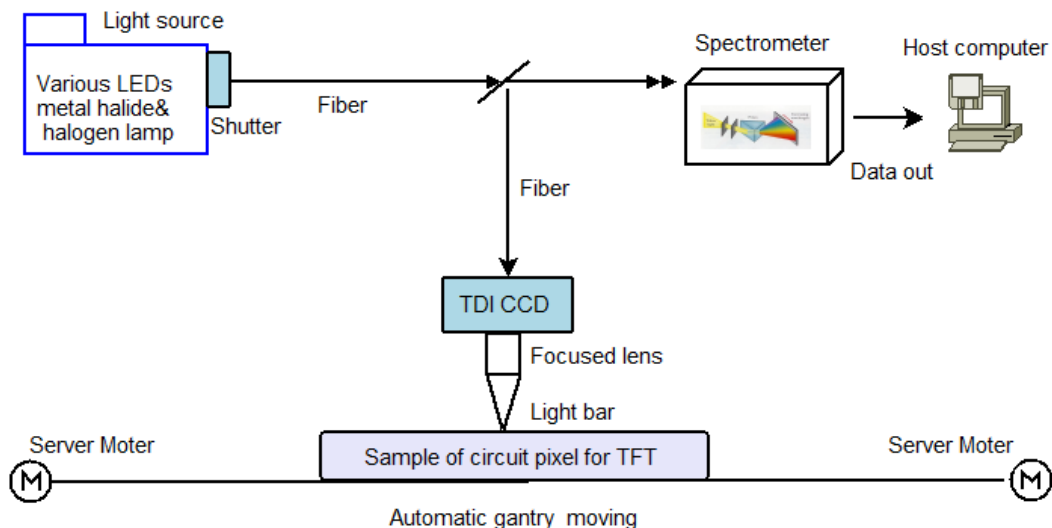 Light source
Various LEDs
metal halide&
halogen lamp
Shutter
Fiber
Spectrometer
Host computer
Data out
Fiber
TDI CCD
Focused lens
Light bar
Server Moter
Server Moter
M
Sample of circuit pixel for TFT
M
Automatic gantry moving